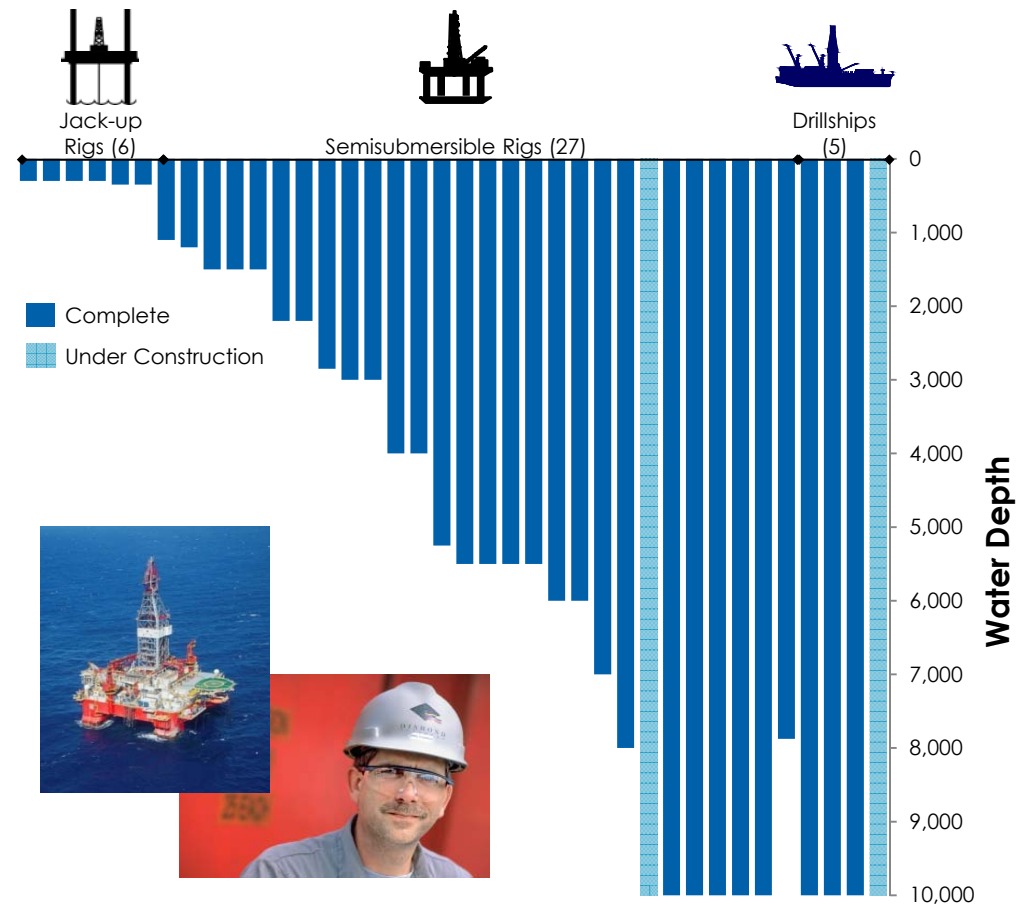 Jack-up
Rigs (6)
Semisubmersible Rigs (27)
Drillships
(5)
0
1,000
2,000
3,000
4,000
5,000
6,000
7,000
8,000
9,000
10,000
Water Depth
Complete
Under Construction
DIAMOND
350